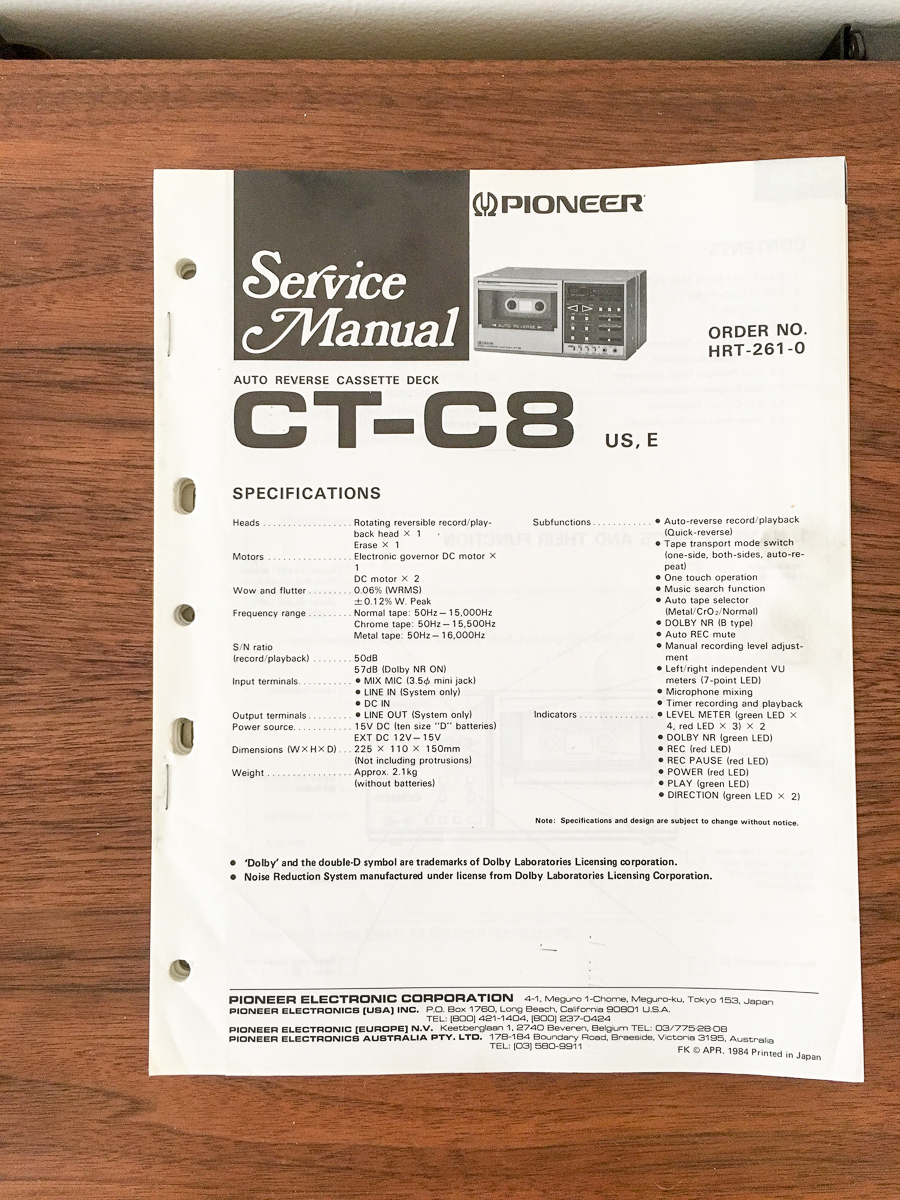 PIONEER
Service
Manual
AUTO REVERSE
ORDER NO.
HRT-261-0
AUTO REVERSE CASSETTE DECK
CT-C8 US, E
SPECIFICATIONS
Heads ................. Rotating reversible record/play-
back head × 1
Erase × 1
Motors ................ Electronic governor DC motor ×
1
DC motor × 2
Wow and flutter ......... 0.06% (WRMS)
±0.12% W. Peak
Frequency range ......... Normal tape: 50Hz—15,000Hz
Chrome tape: 50Hz—15,500Hz
Metal tape: 50Hz—16,000Hz
S/N ratio
(record/playback) ........ 50dB
57dB (Dolby NR ON)
Input terminals........... ● MIX MIC (3.5ϕ mini jack)
● LINE IN (System only)
● DC IN
Output terminals ......... ● LINE OUT (System only)
Power source............ 15V DC (ten size "D" batteries)
EXT DC 12V—15V
Dimensions (W×H×D) ... 225 × 110 × 150mm
(Not including protrusions)
Weight ................ Approx. 2.1kg
(without batteries)
Subfunctions ........... ● Auto-reverse record/playback
(Quick-reverse)
● Tape transport mode switch
(one-side, both-sides, auto-re-
peat)
● One touch operation
● Music search function
● Auto tape selector
(Metal/CrO₂/Normal)
● DOLBY NR (B type)
● Auto REC mute
● Manual recording level adjust-
ment
● Left/right independent VU
meters (7-point LED)
● Microphone mixing
● Timer recording and playback
Indicators .............. ● LEVEL METER (green LED ×
4, red LED × 3) × 2
● DOLBY NR (green LED)
● REC (red LED)
● REC PAUSE (red LED)
● POWER (red LED)
● PLAY (green LED)
● DIRECTION (green LED × 2)
Note: Specifications and design are subject to change without notice.
● 'Dolby' and the double-D symbol are trademarks of Dolby Laboratories Licensing corporation.
● Noise Reduction System manufactured under license from Dolby Laboratories Licensing Corporation.
PIONEER ELECTRONIC CORPORATION 4-1, Meguro 1-Chome, Meguro-ku, Tokyo 153, Japan
PIONEER ELECTRONICS [USA] INC. P.O. Box 1760, Long Beach, California 90801 U.S.A.
TEL: [800] 421-1404, [800] 237-0424
PIONEER ELECTRONIC [EUROPE] N.V. Keetberglaan 1, 2740 Beveren, Belgium TEL: 03/775·28·08
PIONEER ELECTRONICS AUSTRALIA PTY. LTD. 178-184 Boundary Road, Braeside, Victoria 3195, Australia
TEL: [03] 580-9911
FK © APR. 1984 Printed in Japan